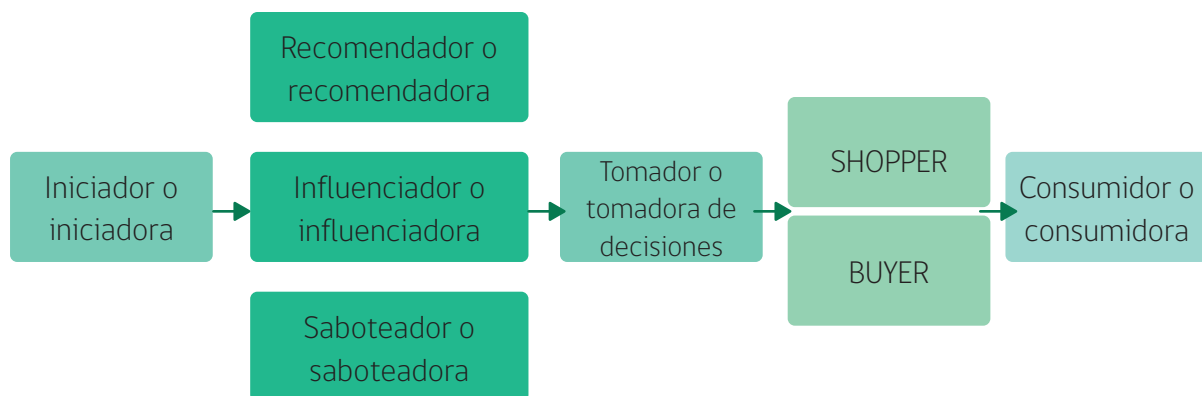 Iniciador o
iniciadora
Recomendador o
recomendadora
Influenciador o
influenciadora
Saboteador o
saboteadora
Tomador o
tomadora de
decisiones
SHOPPER
BUYER
Consumidor o
consumidora